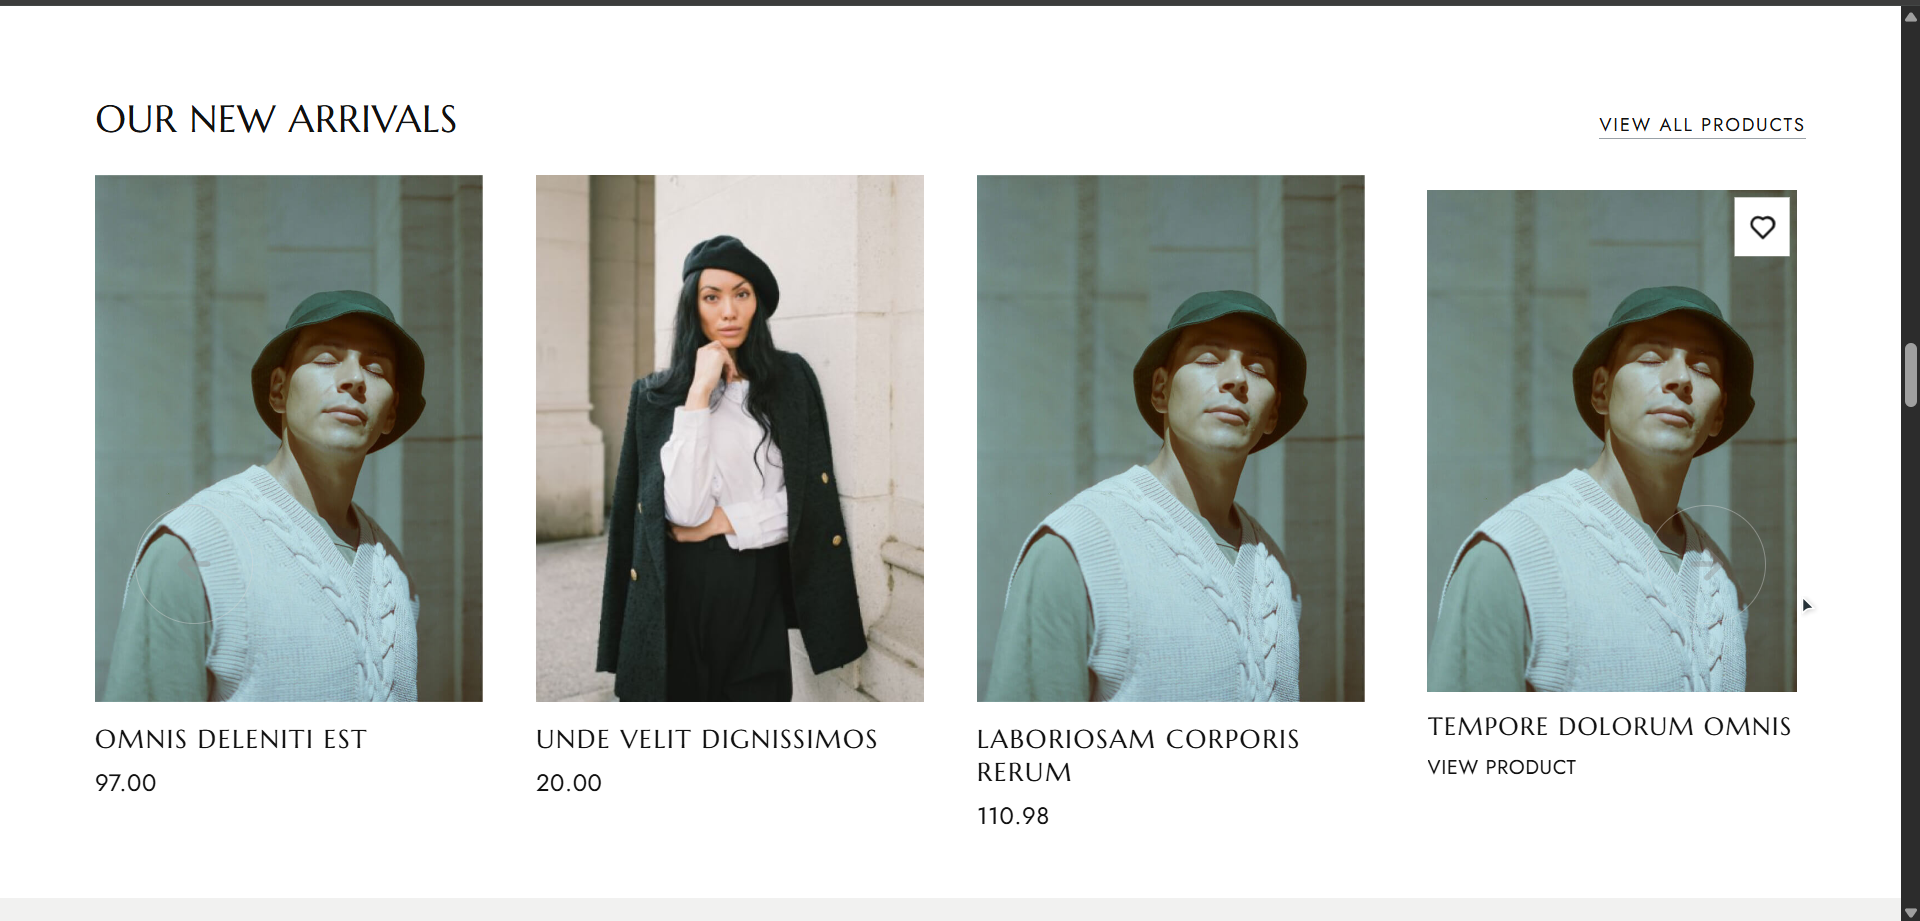 OUR NEW ARRIVALS
VIEW ALL PRODUCTS
OMNIS DELENITI EST
97.00
UNDE VELIT DIGNISSIMOS
20.00
LABORIOSAM CORPORIS
RERUM
110.98
TEMPORE DOLORUM OMNIS
VIEW PRODUCT